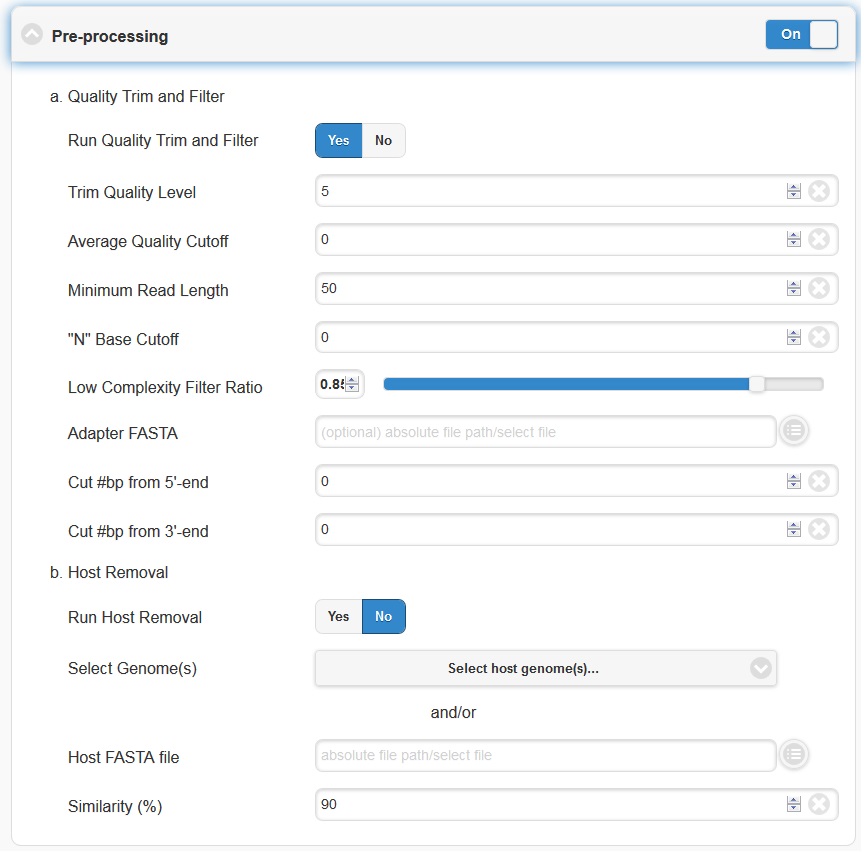 Pre-processing
On
a. Quality Trim and Filter
Run Quality Trim and Filter Yes No
Trim Quality Level 5
Average Quality Cutoff 0
Minimum Read Length 50
"N" Base Cutoff 0
Low Complexity Filter Ratio 0.85
Adapter FASTA (optional) absolute file path/select file
Cut #bp from 5'-end 0
Cut #bp from 3'-end 0
b. Host Removal
Run Host Removal Yes No
Select Genome(s) Select host genome(s)...
and/or
Host FASTA file absolute file path/select file
Similarity (%) 90